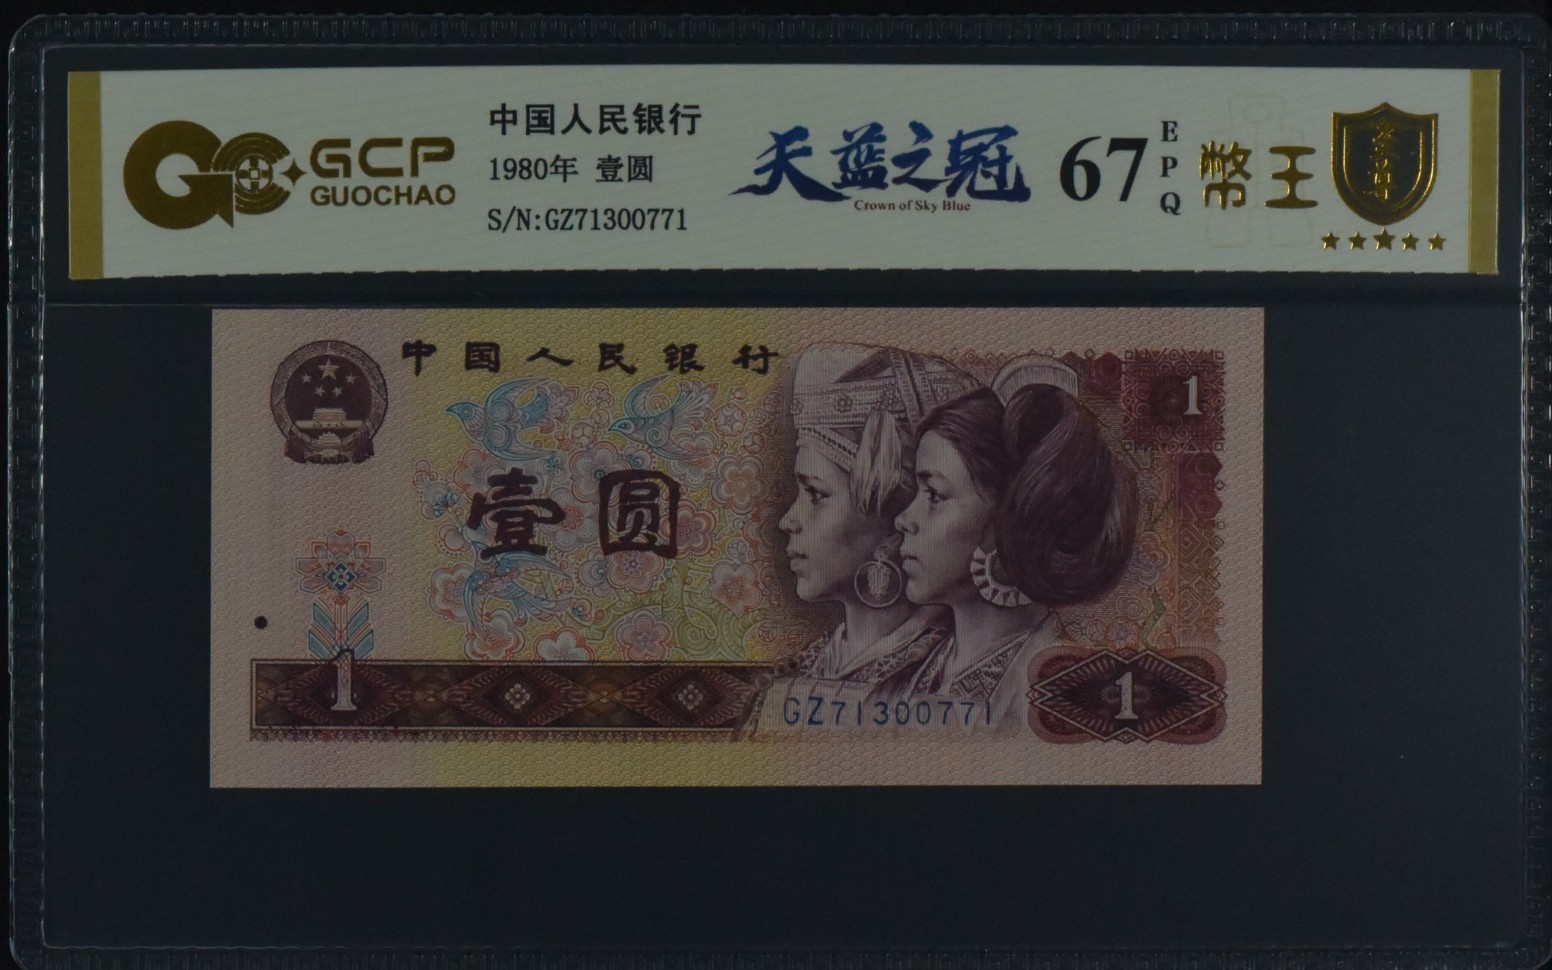 GCP
GUOCHAO
中国人民银行
1980年 壹圆
S/N:GZ71300771
天蓝之冠
Crown of Sky Blue
67
EPQ
幣王
中国人民银行
1
壹圆
1
GZ71300771
1